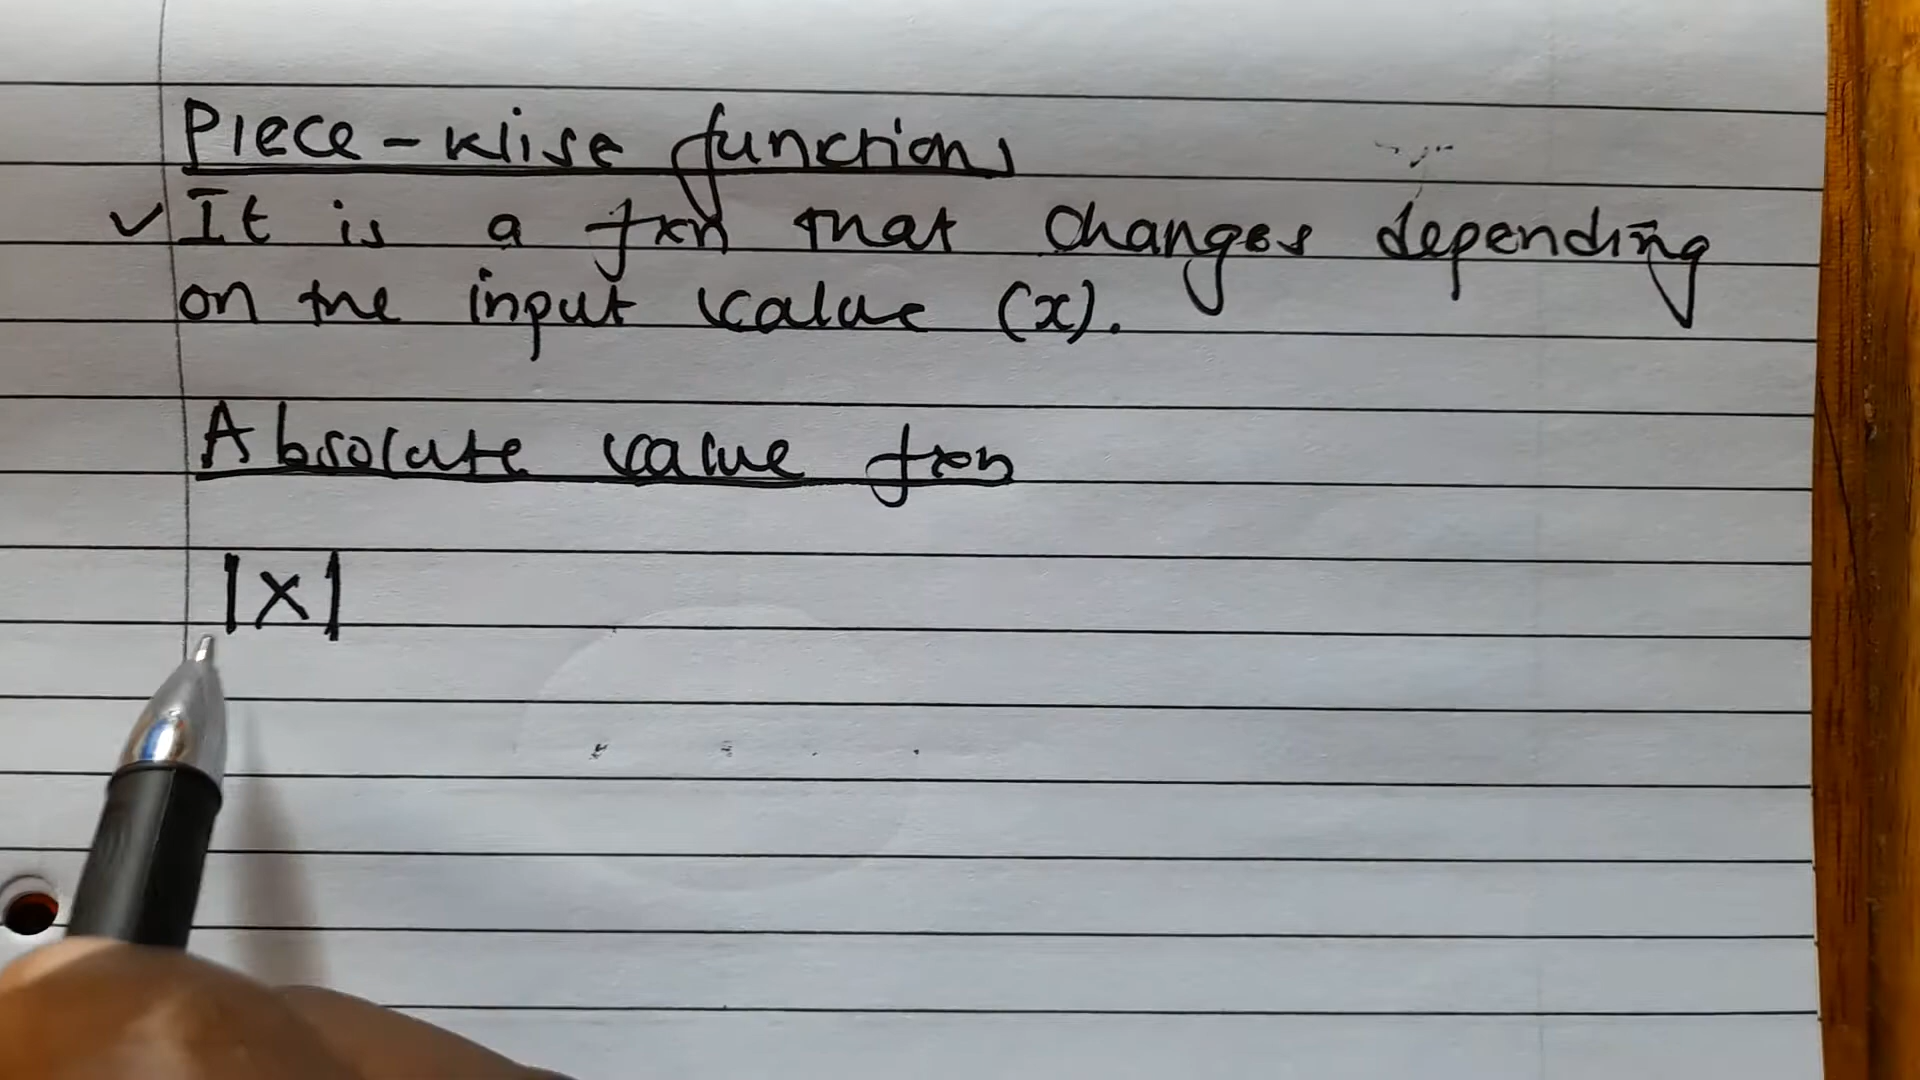 Piece-wise functions
✓ It is a fxn that changes depending
on the input value (x).
Absolute value fxn
|x|